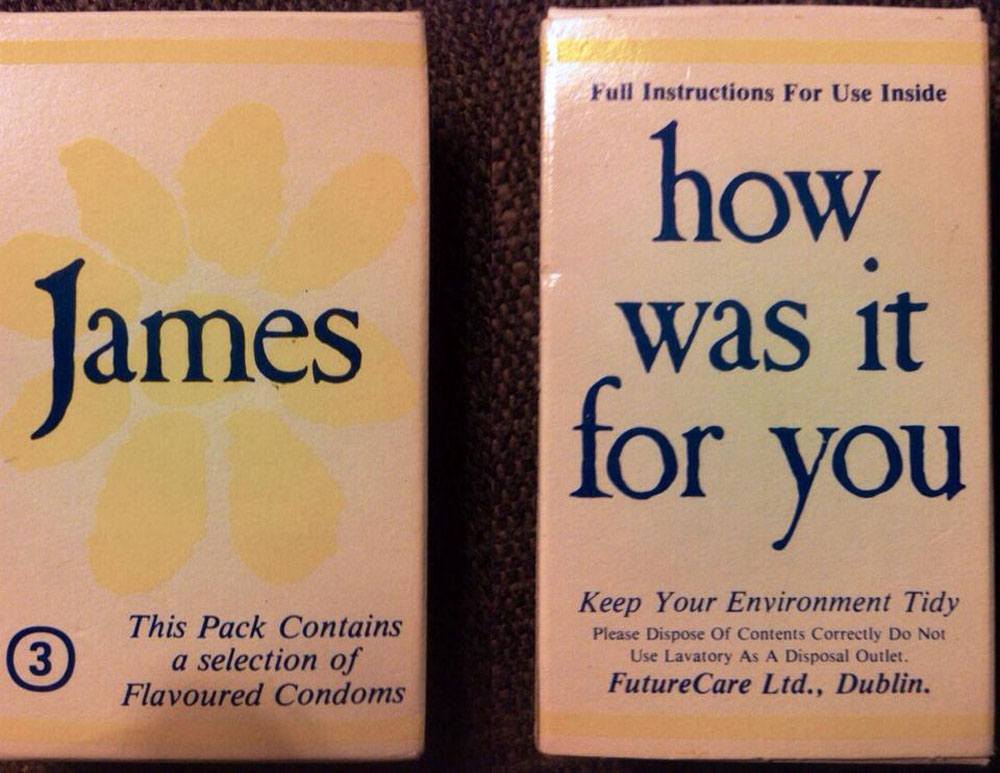 James
3
This Pack Contains
a selection of
Flavoured Condoms
Full Instructions For Use Inside
how
was it
for you
Keep Your Environment Tidy
Please Dispose Of Contents Correctly Do Not
Use Lavatory As A Disposal Outlet.
FutureCare Ltd., Dublin.